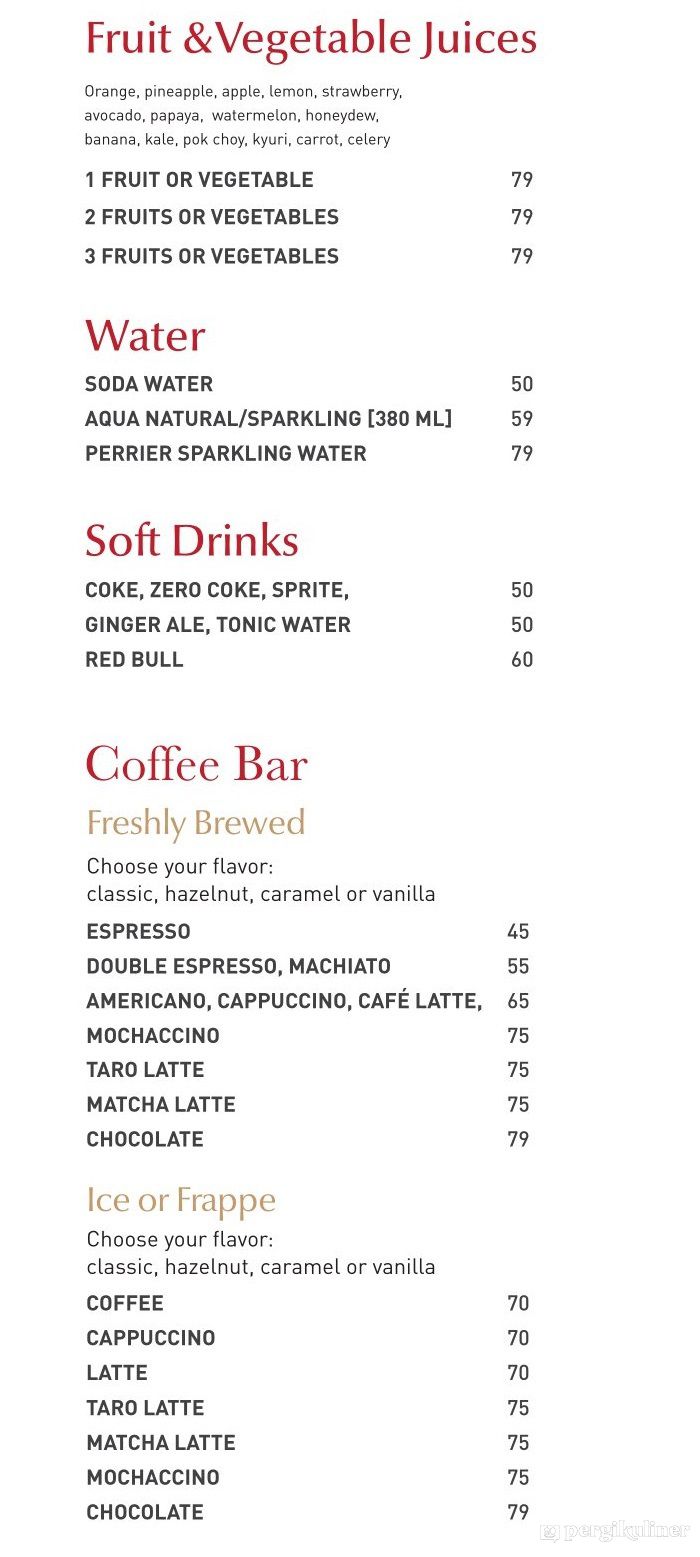 Fruit &Vegetable Juices
Orange, pineapple, apple, lemon, strawberry,
avocado, papaya, watermelon, honeydew,
banana, kale, pok choy, kyuri, carrot, celery
1 FRUIT OR VEGETABLE 79
2 FRUITS OR VEGETABLES 79
3 FRUITS OR VEGETABLES 79
Water
SODA WATER 50
AQUA NATURAL/SPARKLING [380 ML] 59
PERRIER SPARKLING WATER 79
Soft Drinks
COKE, ZERO COKE, SPRITE, 50
GINGER ALE, TONIC WATER 50
RED BULL 60
Coffee Bar
Freshly Brewed
Choose your flavor:
classic, hazelnut, caramel or vanilla
ESPRESSO 45
DOUBLE ESPRESSO, MACHIATO 55
AMERICANO, CAPPUCCINO, CAFÉ LATTE, 65
MOCHACCINO 75
TARO LATTE 75
MATCHA LATTE 75
CHOCOLATE 79
Ice or Frappe
Choose your flavor:
classic, hazelnut, caramel or vanilla
COFFEE 70
CAPPUCCINO 70
LATTE 70
TARO LATTE 75
MATCHA LATTE 75
MOCHACCINO 75
CHOCOLATE 79
pergikuliner